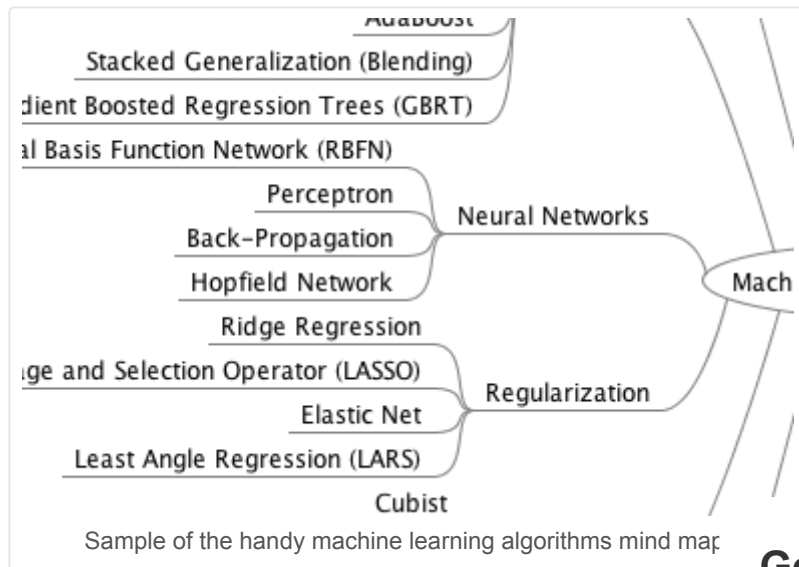 AdaBoost
Stacked Generalization (Blending)
dient Boosted Regression Trees (GBRT)
al Basis Function Network (RBFN)
Perceptron
Back-Propagation
Hopfield Network
Neural Networks
Mach
Ridge Regression
age and Selection Operator (LASSO)
Elastic Net
Least Angle Regression (LARS)
Regularization
Cubist
Sample of the handy machine learning algorithms mind map